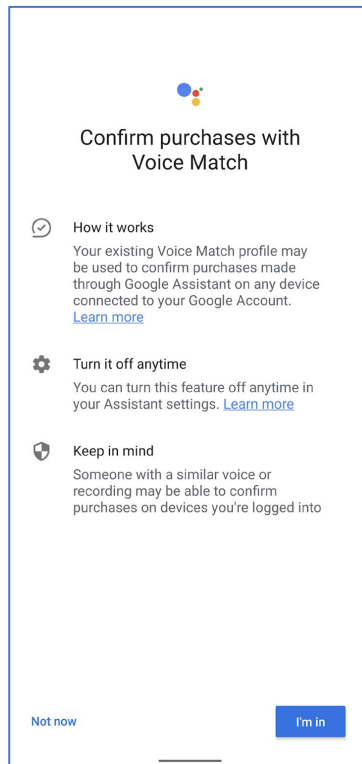 Confirm purchases with
Voice Match
How it works
Your existing Voice Match profile may
be used to confirm purchases made
through Google Assistant on any device
connected to your Google Account.
Learn more
Turn it off anytime
You can turn this feature off anytime in
your Assistant settings. Learn more
Keep in mind
Someone with a similar voice or
recording may be able to confirm
purchases on devices you're logged into
Not now
I'm in